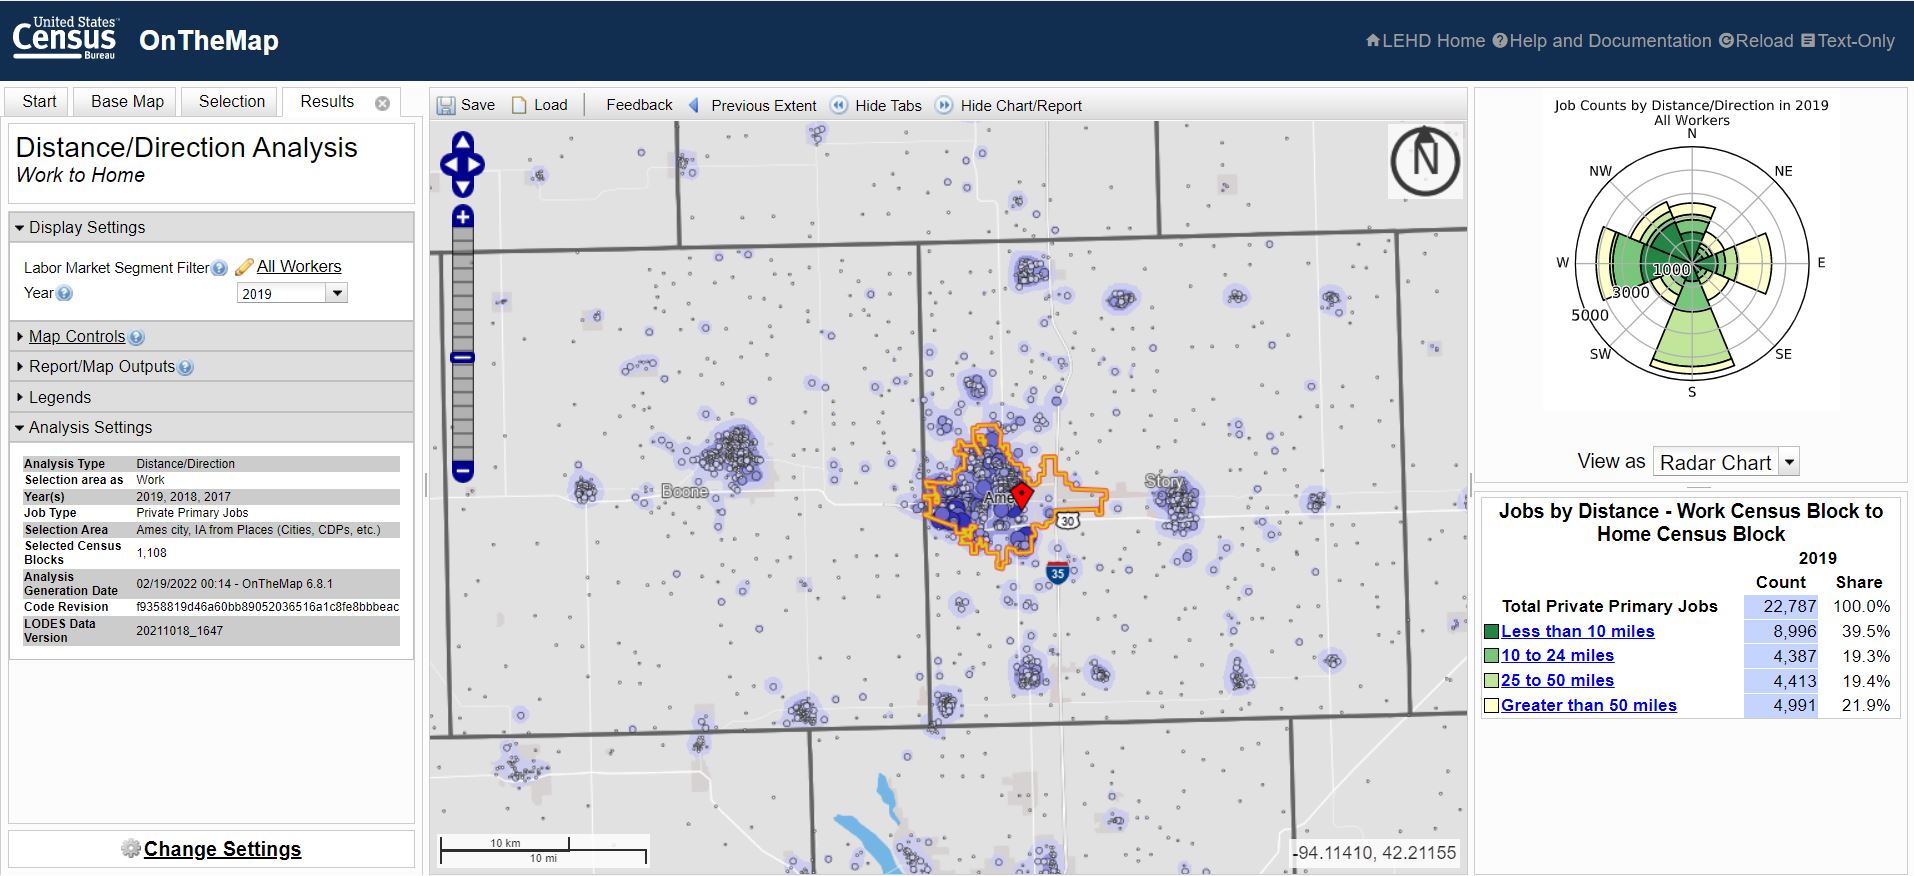 United States
Census
Bureau
OnTheMap
LEHD Home Help and Documentation Reload Text-Only
Start Base Map Selection Results
Save Load Feedback Previous Extent Hide Tabs Hide Chart/Report
Distance/Direction Analysis
Work to Home
Display Settings
Labor Market Segment Filter All Workers
Year 2019
Map Controls
Report/Map Outputs
Legends
Analysis Settings
Analysis Type Distance/Direction
Selection area as Work
Year(s) 2019, 2018, 2017
Job Type Private Primary Jobs
Selection Area Ames city, IA from Places (Cities, CDPs, etc.)
Selected Census Blocks 1,108
Analysis Generation Date 02/19/2022 00:14 - OnTheMap 6.8.1
Code Revision f9358819d46a60bb89052036516a1c8fe8bbbeac
LODES Data Version 20211018_1647
Change Settings
N
Boone
Ame
Story
30
35
10 km
10 mi
-94.11410, 42.21155
Job Counts by Distance/Direction in 2019
All Workers
N
NW NE
W E
1000
3000
5000
SW SE
S
View as Radar Chart
Jobs by Distance - Work Census Block to
Home Census Block
2019
Count Share
Total Private Primary Jobs 22,787 100.0%
Less than 10 miles 8,996 39.5%
10 to 24 miles 4,387 19.3%
25 to 50 miles 4,413 19.4%
Greater than 50 miles 4,991 21.9%